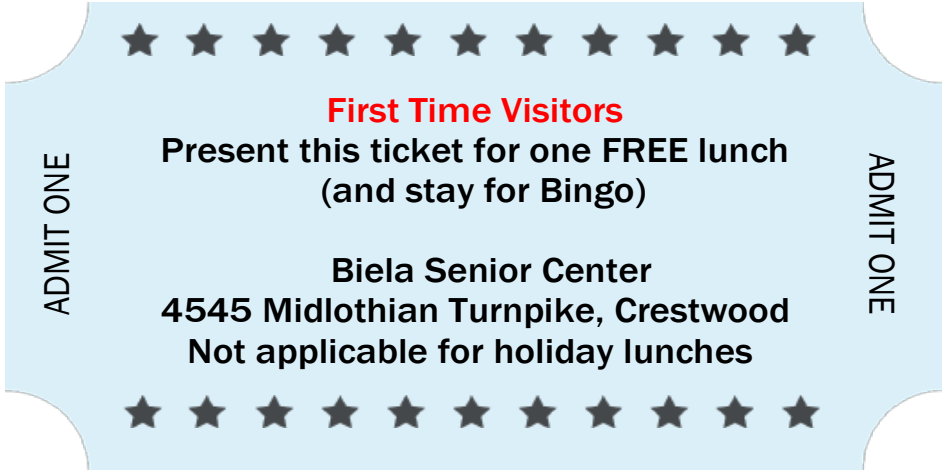 First Time Visitors
Present this ticket for one FREE lunch
(and stay for Bingo)
ADMIT ONE
ADMIT ONE
Biela Senior Center
4545 Midlothian Turnpike, Crestwood
Not applicable for holiday lunches